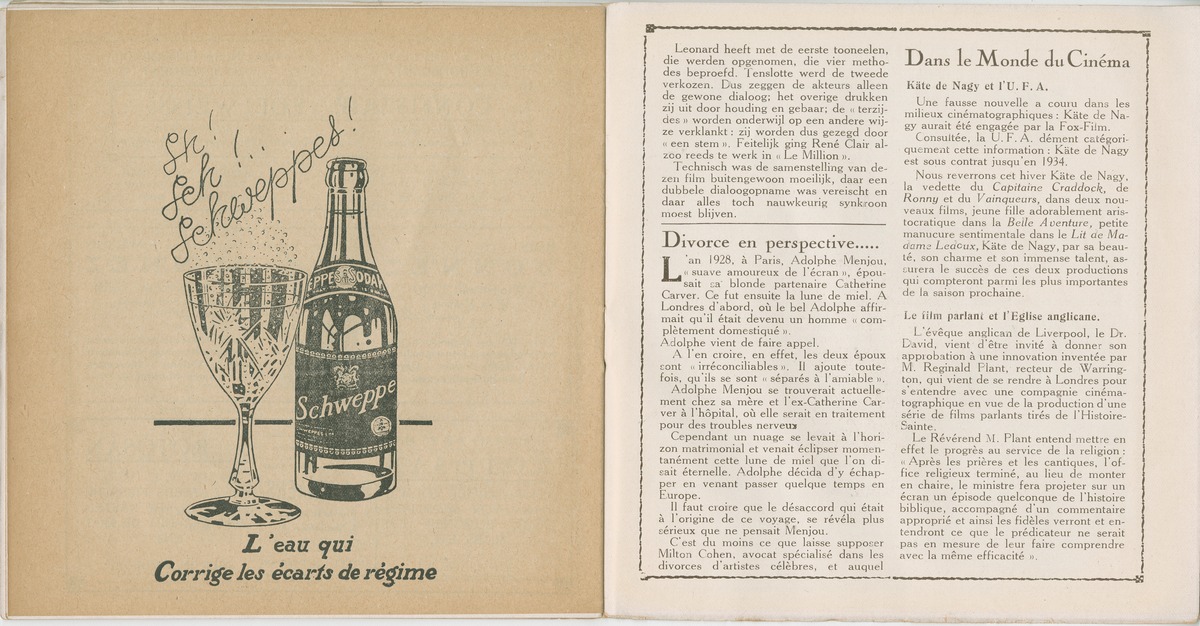 Sh!
Sch!...
Schweppes!
EPPES SODA
Schweppe
L'eau qui
Corrige les écarts de régime
Leonard heeft met de eerste tooneelen,
die werden opgenomen, die vier metho-
des beproefd. Tenslotte werd de tweede
verkozen. Dus zeggen de akteurs alleen
de gewone dialoog; het overige drukken
zij uit door houding en gebaar; de « terzij-
des » worden onderwijl op een andere wij-
ze verklankt : zij worden dus gezegd door
« een stem ». Feitelijk ging René Clair al-
zoo reeds te werk in « Le Million ».
Technisch was de samenstelling van de-
zen film buitengewoon moeilijk, daar een
dubbele dialoogopname was vereischt en
daar alles toch nauwkeurig synkroon
moest blijven.
Divorce en perspective.....
L'an 1928, à Paris, Adolphe Menjou,
« suave amoureux de l'écran », épou-
sait sa blonde partenaire Catherine
Carver. Ce fut ensuite la lune de miel. A
Londres d'abord, où le bel Adolphe affir-
mait qu'il était devenu un homme « com-
plètement domestiqué ».
Adolphe vient de faire appel.
A l'en croire, en effet, les deux époux
sont « irréconciliables ». Il ajoute toute-
fois, qu'ils se sont « séparés à l'amiable ».
Adolphe Menjou se trouverait actuelle-
ment chez sa mère et l'ex-Catherine Car-
ver à l'hôpital, où elle serait en traitement
pour des troubles nerveux
Cependant un nuage se levait à l'hori-
zon matrimonial et venait éclipser momen-
tanément cette lune de miel que l'on di-
sait éternelle. Adolphe décida d'y échap-
per en venant passer quelque temps en
Europe.
Il faut croire que le désaccord qui était
à l'origine de ce voyage, se révéla plus
sérieux que ne pensait Menjou.
C'est du moins ce que laisse supposer
Milton Cohen, avocat spécialisé dans les
divorces d'artistes célèbres, et auquel
Dans le Monde du Cinéma
Käte de Nagy et l'U. F. A.
Une fausse nouvelle a couru dans les
milieux cinématographiques : Käte de Na-
gy aurait été engagée par la Fox-Film.
Consultée, la U. F. A. dément catégori-
quement cette information : Käte de Nagy
est sous contrat jusqu'en 1934.
Nous reverrons cet hiver Käte de Nagy,
la vedette du Capitaine Craddock, de
Ronny et du Vainqueurs, dans deux nou-
veaux films, jeune fille adorablement aris-
tocratique dans la Belle Aventure, petite
manucure sentimentale dans le Lit de Ma-
dame Ledoux, Käte de Nagy, par sa beau-
té, son charme et son immense talent, as-
surera le succès de ces deux productions
qui compteront parmi les plus importantes
de la saison prochaine.
Le film parlant et l'Eglise anglicane.
L'évêque anglican de Liverpool, le Dr.
David, vient d'être invité à donner son
approbation à une innovation inventée par
M. Reginald Plant, recteur de Warring-
ton, qui vient de se rendre à Londres pour
s'entendre avec une compagnie cinéma-
tographique en vue de la production d'une
série de films parlants tirés de l'Histoire-
Sainte.
Le Révérend M. Plant entend mettre en
effet le progrès au service de la religion :
« Après les prières et les cantiques, l'of-
fice religieux terminé, au lieu de monter
en chaire, le ministre fera projeter sur un
écran un épisode quelconque de l'histoire
biblique, accompagné d'un commentaire
approprié et ainsi les fidèles verront et en-
tendront ce que le prédicateur ne serait
pas en mesure de leur faire comprendre
avec la même efficacité ».